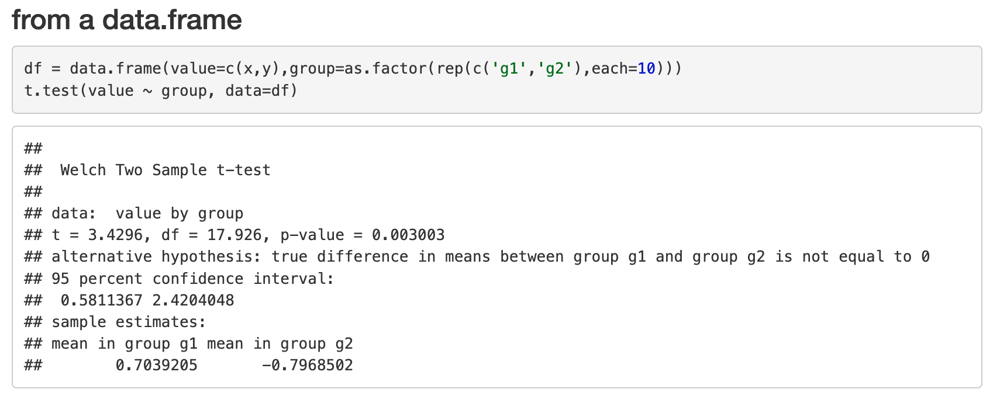 from a data.frame
df = data.frame(value=c(x,y),group=as.factor(rep(c('g1','g2'),each=10)))
t.test(value ~ group, data=df)
##
##  Welch Two Sample t-test
##
## data:  value by group
## t = 3.4296, df = 17.926, p-value = 0.003003
## alternative hypothesis: true difference in means between group g1 and group g2 is not equal to 0
## 95 percent confidence interval:
##  0.5811367 2.4204048
## sample estimates:
## mean in group g1 mean in group g2
##        0.7039205       -0.7968502